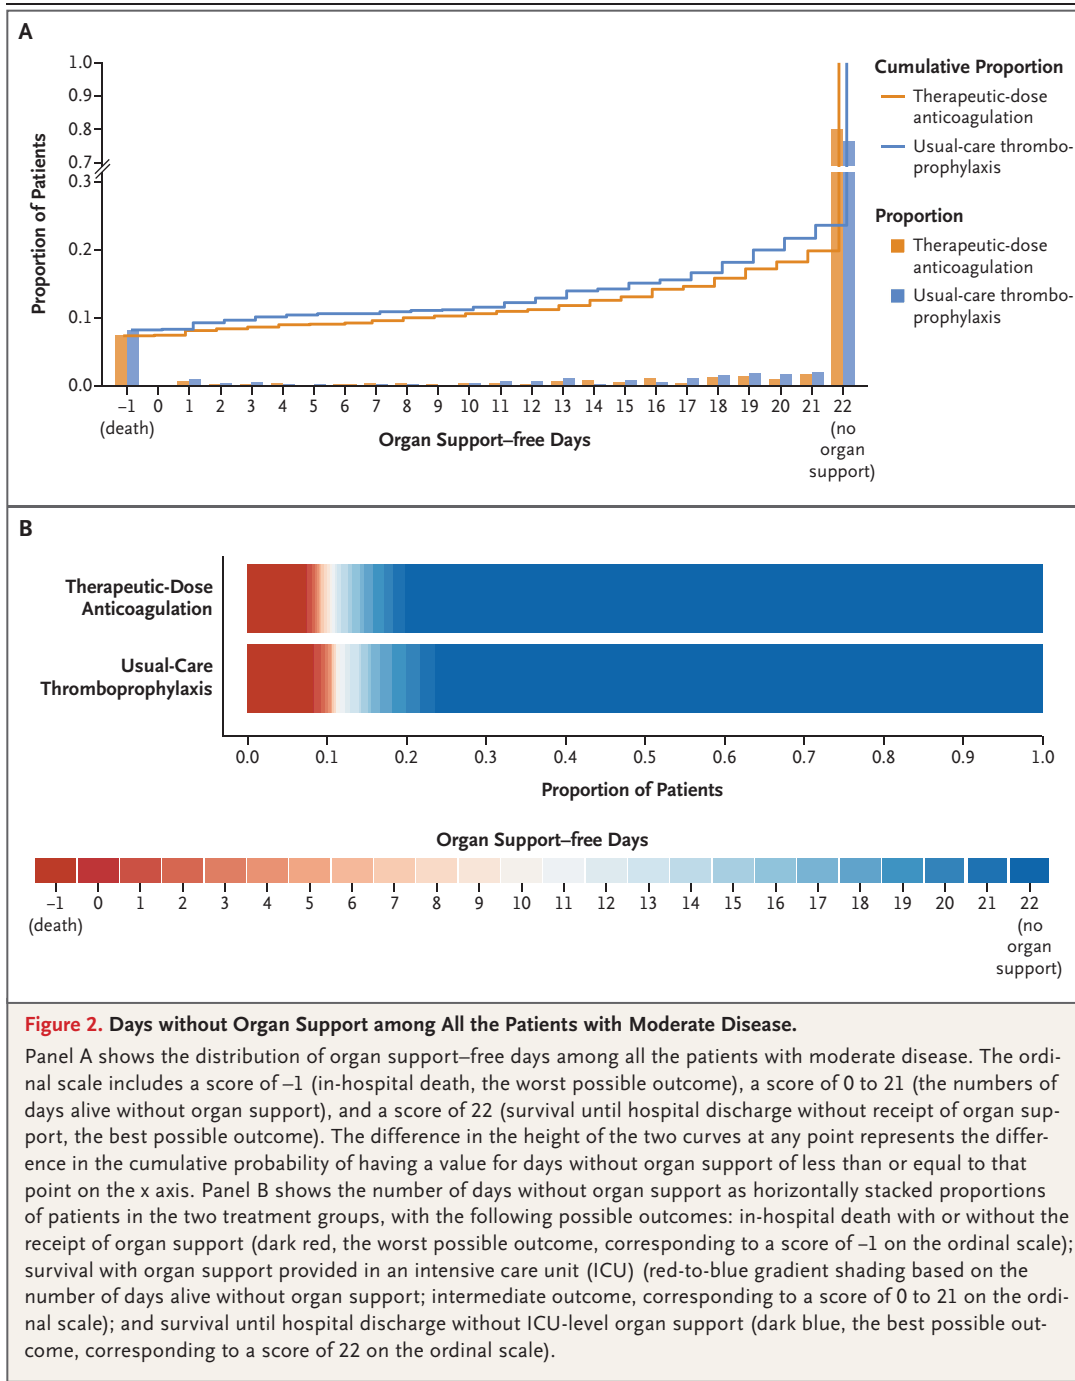 A
1.0
0.9
0.8
0.7
0.3
0.2
0.1
0.0
Proportion of Patients
–1 0 1 2 3 4 5 6 7 8 9 10 11 12 13 14 15 16 17 18 19 20 21 22
(death)
(no
organ
support)
Organ Support–free Days
Cumulative Proportion
Therapeutic-dose
anticoagulation
Usual-care thrombo-
prophylaxis
Proportion
Therapeutic-dose
anticoagulation
Usual-care thrombo-
prophylaxis
B
Therapeutic-Dose
Anticoagulation
Usual-Care
Thromboprophylaxis
0.0 0.1 0.2 0.3 0.4 0.5 0.6 0.7 0.8 0.9 1.0
Proportion of Patients
Organ Support–free Days
–1 0 1 2 3 4 5 6 7 8 9 10 11 12 13 14 15 16 17 18 19 20 21 22
(death)
(no
organ
support)
Figure 2. Days without Organ Support among All the Patients with Moderate Disease.
Panel A shows the distribution of organ support–free days among all the patients with moderate disease. The ordi-
nal scale includes a score of –1 (in-hospital death, the worst possible outcome), a score of 0 to 21 (the numbers of
days alive without organ support), and a score of 22 (survival until hospital discharge without receipt of organ sup-
port, the best possible outcome). The difference in the height of the two curves at any point represents the differ-
ence in the cumulative probability of having a value for days without organ support of less than or equal to that
point on the x axis. Panel B shows the number of days without organ support as horizontally stacked proportions
of patients in the two treatment groups, with the following possible outcomes: in-hospital death with or without the
receipt of organ support (dark red, the worst possible outcome, corresponding to a score of –1 on the ordinal scale);
survival with organ support provided in an intensive care unit (ICU) (red-to-blue gradient shading based on the
number of days alive without organ support; intermediate outcome, corresponding to a score of 0 to 21 on the ordi-
nal scale); and survival until hospital discharge without ICU-level organ support (dark blue, the best possible out-
come, corresponding to a score of 22 on the ordinal scale).